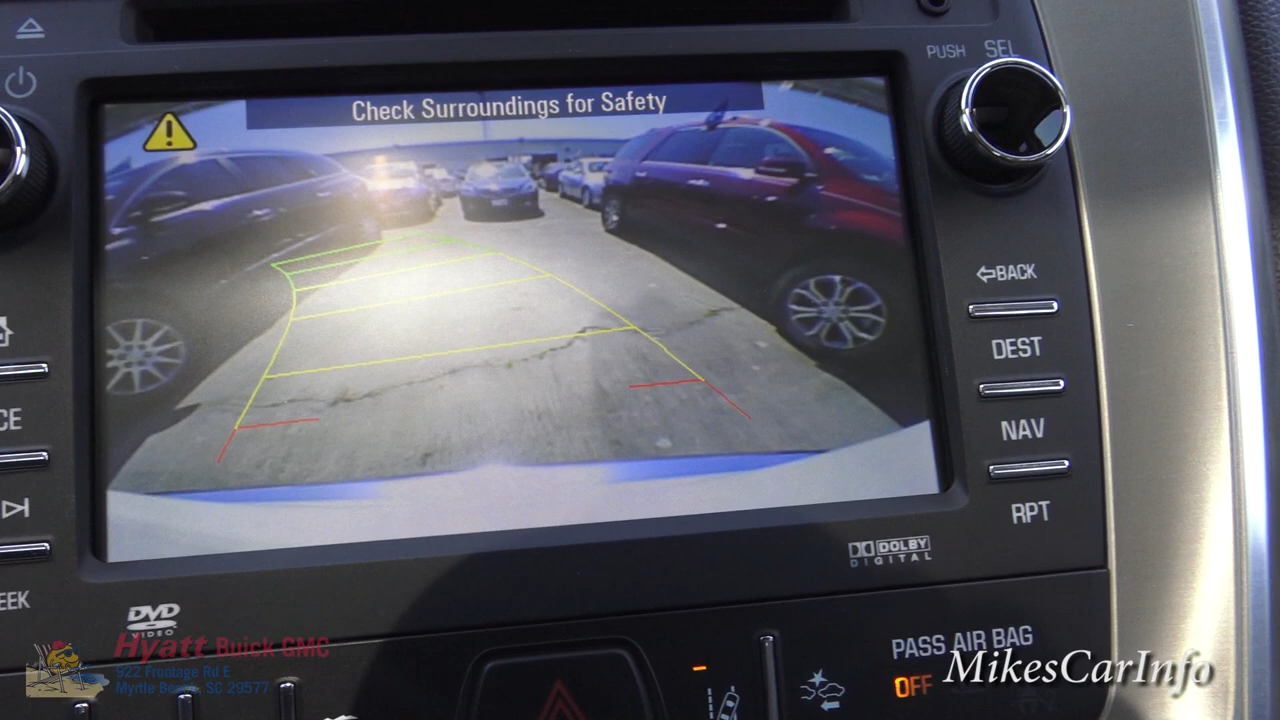 PUSH SEL
Check Surroundings for Safety
BACK
DEST
CE
NAV
RPT
DOLBY
DIGITAL
EEK
DVD
VIDEO
Hyatt Buick GMC
922 Frontage Rd E
Myrtle Beach, SC 29577
PASS AIR BAG
OFF
MikesCarInfo